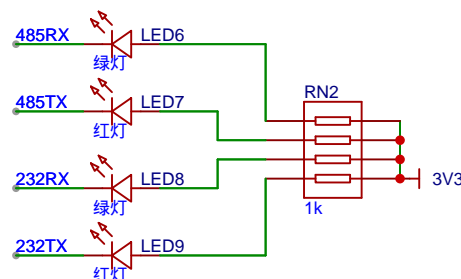 485RX
LED6
绿灯
485TX
LED7
红灯
RN2
232RX
LED8
绿灯
3V3
1k
232TX
LED9
红灯